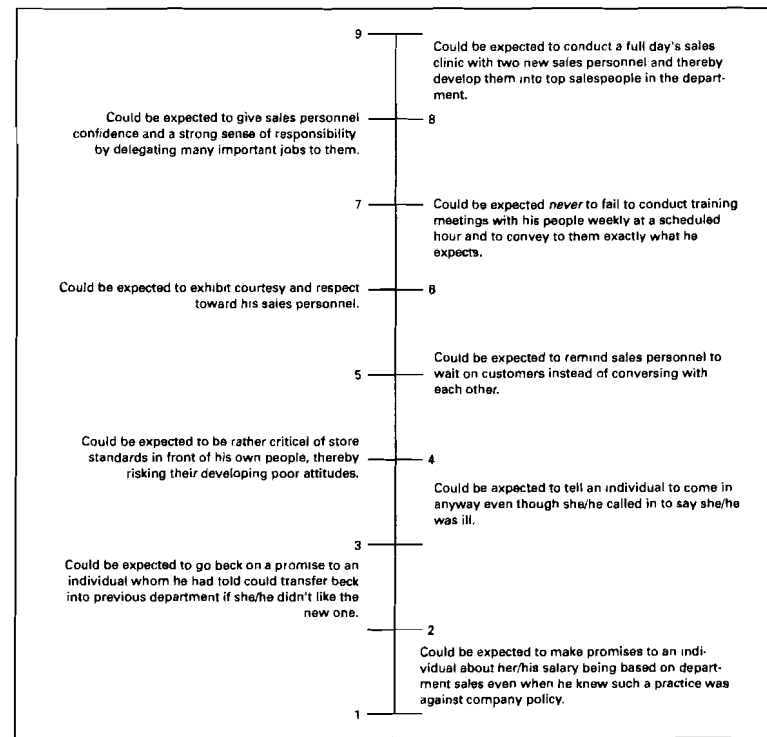 9
Could be expected to conduct a full day's sales
clinic with two new sales personnel and thereby
develop them into top salespeople in the depart-
ment.
Could be expected to give sales personnel
confidence and a strong sense of responsibility
by delegating many important jobs to them.
8
7
Could be expected never to fail to conduct training
meetings with his people weekly at a scheduled
hour and to convey to them exactly what he
expects.
Could be expected to exhibit courtesy and respect
toward his sales personnel.
6
Could be expected to remind sales personnel to
wait on customers instead of conversing with
each other.
5
Could be expected to be rather critical of store
standards in front of his own people, thereby
risking their developing poor attitudes.
4
Could be expected to tell an individual to come in
anyway even though she/he called in to say she/he
was ill.
3
Could be expected to go back on a promise to an
individual whom he had told could transfer back
into previous department if she/he didn't like the
new one.
2
Could be expected to make promises to an indi-
vidual about her/his salary being based on depart-
ment sales even when he knew such a practice was
against company policy.
1